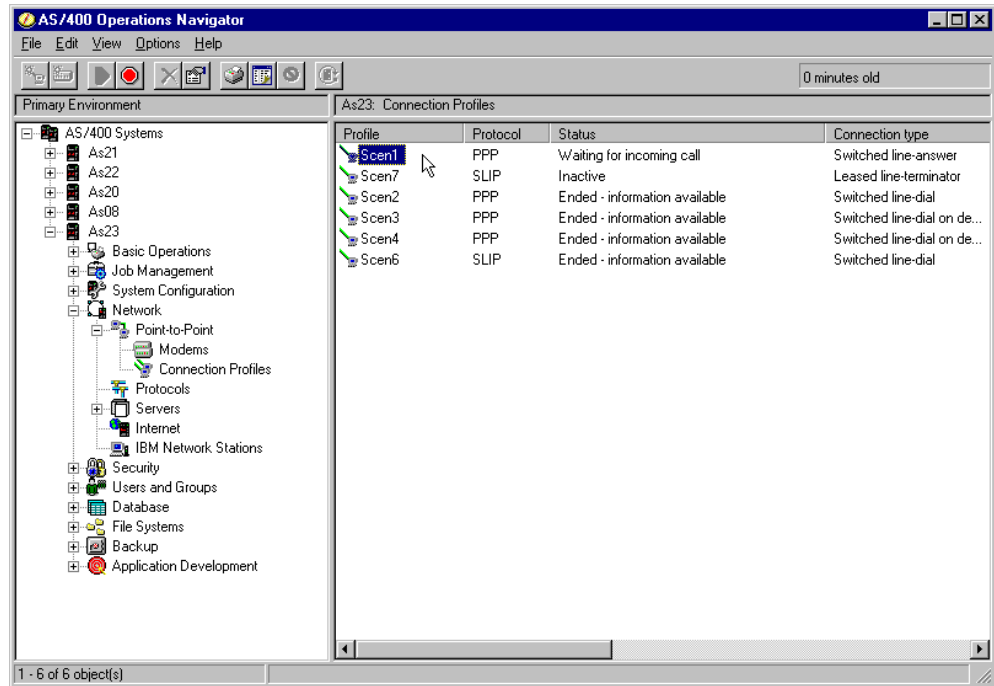 AS/400 Operations Navigator
File Edit View Options Help
0 minutes old
Primary Environment
As23: Connection Profiles
AS/400 Systems
As21
As22
As20
As08
As23
Basic Operations
Job Management
System Configuration
Network
Point-to-Point
Modems
Connection Profiles
Protocols
Servers
Internet
IBM Network Stations
Security
Users and Groups
Database
File Systems
Backup
Application Development
Profile Protocol Status Connection type
Scen1 PPP Waiting for incoming call Switched line-answer
Scen7 SLIP Inactive Leased line-terminator
Scen2 PPP Ended - information available Switched line-dial
Scen3 PPP Ended - information available Switched line-dial on de...
Scen4 PPP Ended - information available Switched line-dial on de...
Scen6 SLIP Ended - information available Switched line-dial
1 - 6 of 6 object(s)